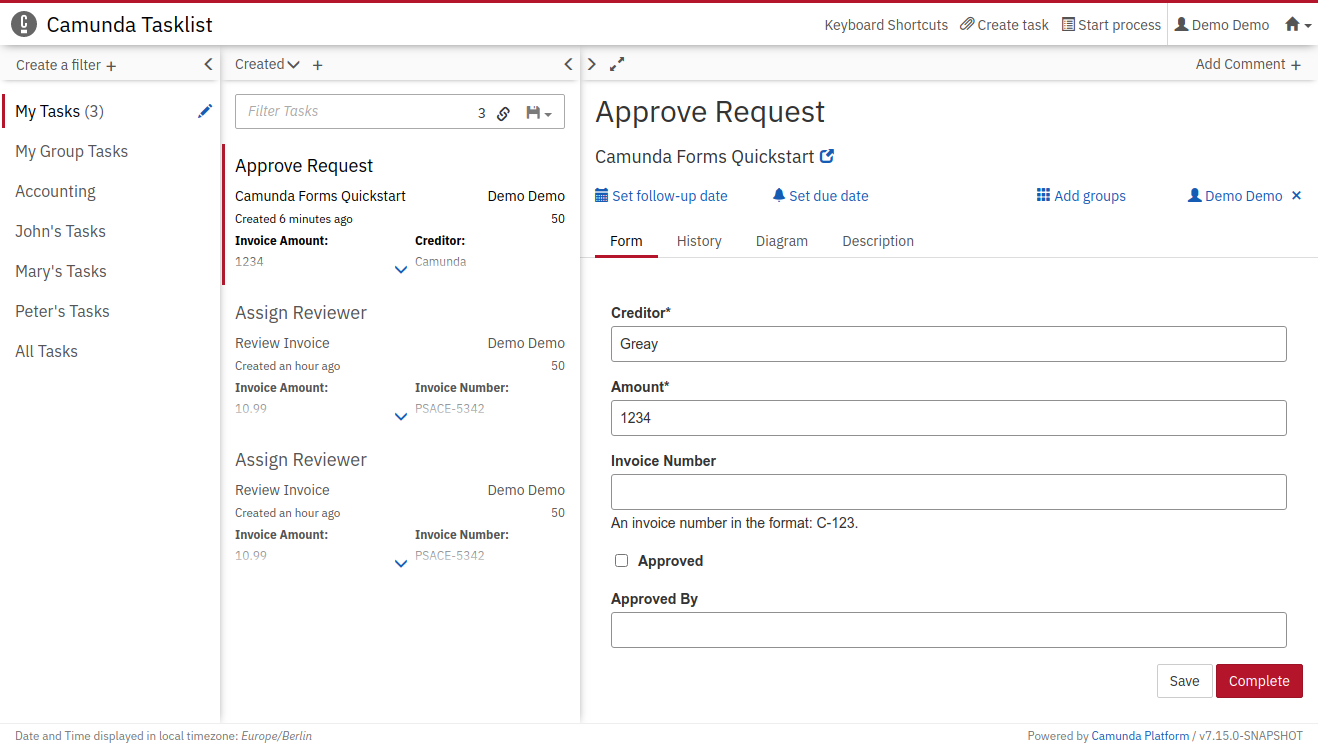 Camunda Tasklist
Keyboard Shortcuts Create task Start process Demo Demo
Create a filter +
My Tasks (3)
My Group Tasks
Accounting
John's Tasks
Mary's Tasks
Peter's Tasks
All Tasks
Created +
Filter Tasks 3
Approve Request
Camunda Forms Quickstart Demo Demo
Created 6 minutes ago 50
Invoice Amount: Creditor:
1234 Camunda
Assign Reviewer
Review Invoice Demo Demo
Created an hour ago 50
Invoice Amount: Invoice Number:
10.99 PSACE-5342
Assign Reviewer
Review Invoice Demo Demo
Created an hour ago 50
Invoice Amount: Invoice Number:
10.99 PSACE-5342
Add Comment +
Approve Request
Camunda Forms Quickstart
Set follow-up date Set due date Add groups Demo Demo ×
Form History Diagram Description
Creditor*
Greay
Amount*
1234
Invoice Number
An invoice number in the format: C-123.
Approved
Approved By
Save Complete
Date and Time displayed in local timezone: Europe/Berlin
Powered by Camunda Platform / v7.15.0-SNAPSHOT